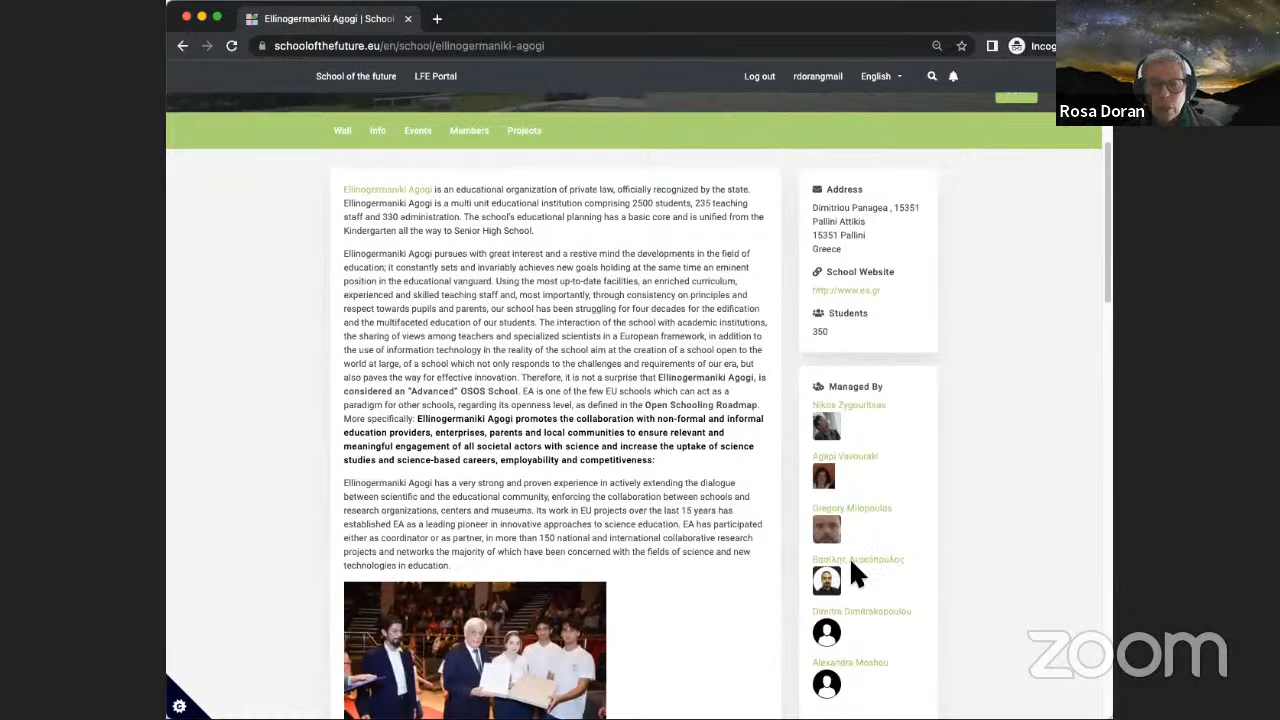 Ellinogermaniki Agogi | School
schoolofthefuture.eu/en/school/ellinogermaniki-agogi
Incog
School of the future
LFE Portal
Log out
rdorangmail
English
Rosa Doran
Wall
Info
Events
Members
Projects
Ellinogermaniki Agogi is an educational organization of private law, officially recognized by the state.
Ellinogermaniki Agogi is a multi unit educational institution comprising 2500 students, 235 teaching
staff and 330 administration. The school's educational planning has a basic core and is unified from the
Kindergarten all the way to Senior High School.
Ellinogermaniki Agogi pursues with great interest and a restive mind the developments in the field of
education; it constantly sets and invariably achieves new goals holding at the same time an eminent
position in the educational vanguard. Using the most up-to-date facilities, an enriched curriculum,
experienced and skilled teaching staff and, most importantly, through consistency on principles and
respect towards pupils and parents, our school has been struggling for four decades for the edification
and the multifaceted education of our students. The interaction of the school with academic institutions,
the sharing of views among teachers and specialized scientists in a European framework, in addition to
the use of information technology in the reality of the school aim at the creation of a school open to the
world at large, of a school which not only responds to the challenges and requirements of our era, but
also paves the way for effective innovation. Therefore, it is not a surprise that Ellinogermaniki Agogi, is
considered an "Advanced" OSOS School. EA is one of the few EU schools which can act as a
paradigm for other schools, regarding its openness level, as defined in the Open Schooling Roadmap.
More specifically: Ellinogermaniki Agogi promotes the collaboration with non-formal and informal
education providers, enterprises, parents and local communities to ensure relevant and
meaningful engagement of all societal actors with science and increase the uptake of science
studies and science-based careers, employability and competitiveness:
Ellinogermaniki Agogi has a very strong and proven experience in actively extending the dialogue
between scientific and the educational community, enforcing the collaboration between schools and
research organizations, centers and museums. Its work in EU projects over the last 15 years has
established EA as a leading pioneer in innovative approaches to science education. EA has participated
either as coordinator or as partner, in more than 150 national and international collaborative research
projects and networks the majority of which have been concerned with the fields of science and new
technologies in education.
Address
Dimitriou Panagea , 15351
Pallini Attikis
15351 Pallini
Greece
School Website
http://www.ea.gr
Students
350
Managed By
Nikos Zygouritsas
Agapi Vavouraki
Gregory Milopoulos
Βασίλης Διακόπουλος
Dimitra Dimitrakopoulou
Alexandra Moshou
zoom